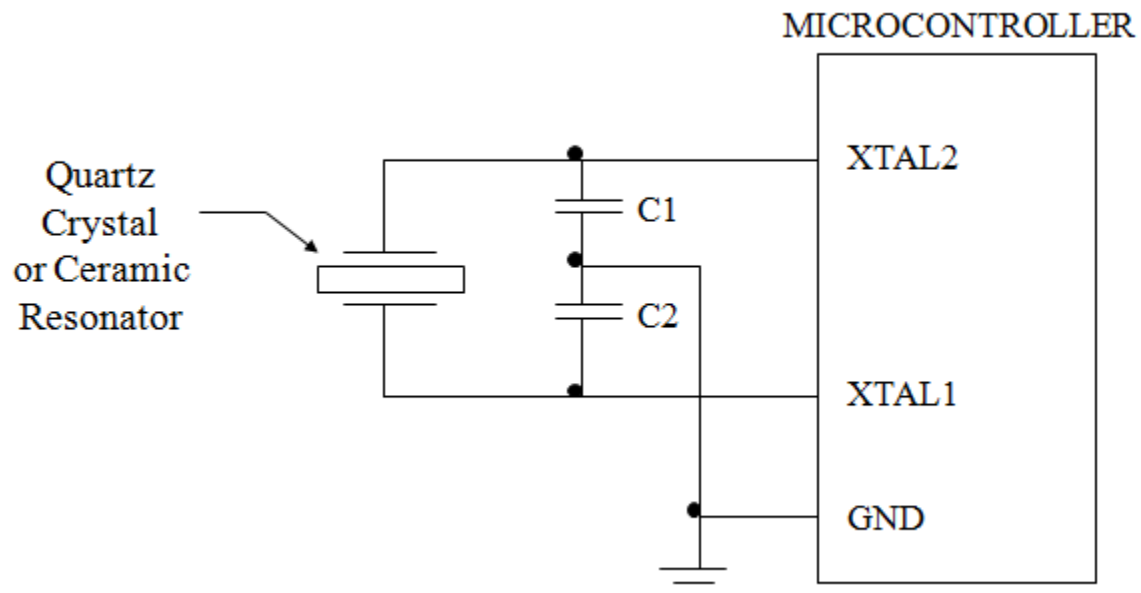 MICROCONTROLLER
Quartz
Crystal
or Ceramic
Resonator
XTAL2
C1
C2
XTAL1
GND